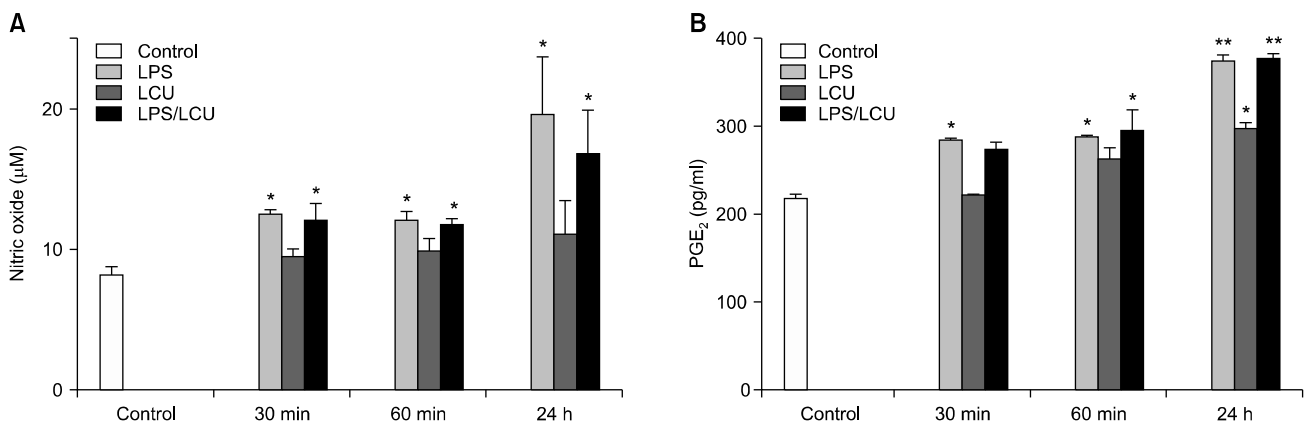 A
Nitric oxide (μM)
20
10
0
Control
LPS
LCU
LPS/LCU
* * * * * *
Control 30 min 60 min 24 h
B
PGE2 (pg/ml)
400
300
200
100
0
Control
LPS
LCU
LPS/LCU
* * * ** * **
Control 30 min 60 min 24 h